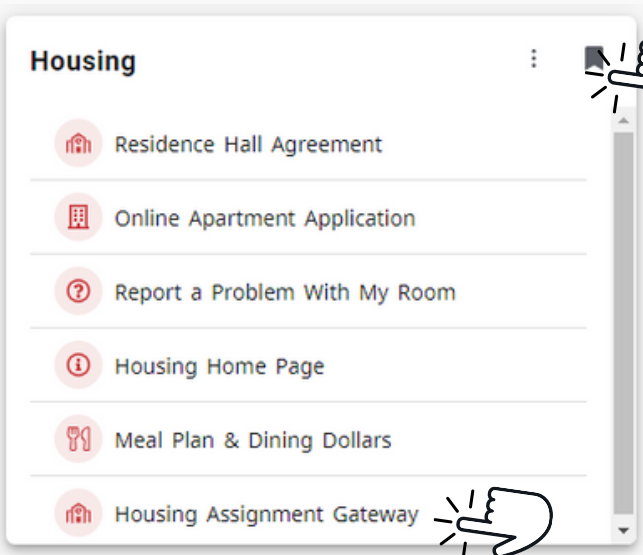 Housing
Residence Hall Agreement
Online Apartment Application
Report a Problem With My Room
Housing Home Page
Meal Plan & Dining Dollars
Housing Assignment Gateway